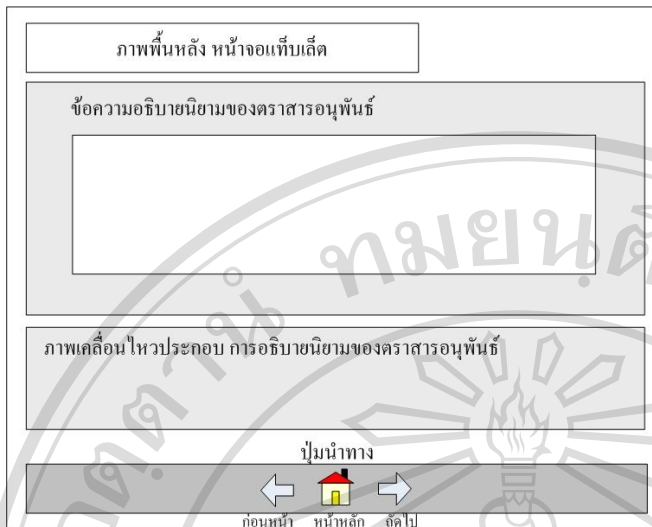 ภาพพื้นหลัง หน้าจอแท็บเล็ต
ข้อความอธิบายนิยามของตราสารอนุพันธ์
ภาพเคลื่อนไหวประกอบ การอธิบายนิยามของตราสารอนุพันธ์
ปุ่มนำทาง
ก่อนหน้า หน้าหลัก ถัดไป